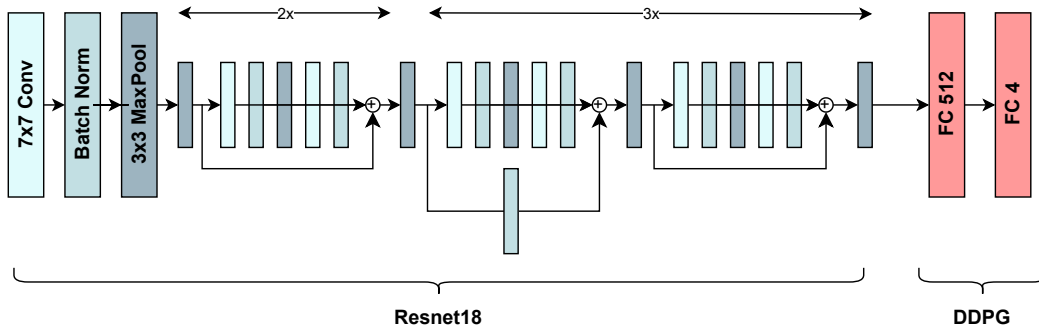 2x
3x
7x7 Conv
Batch Norm
3x3 MaxPool
+
+
+
FC 512
FC 4
Resnet18
DDPG